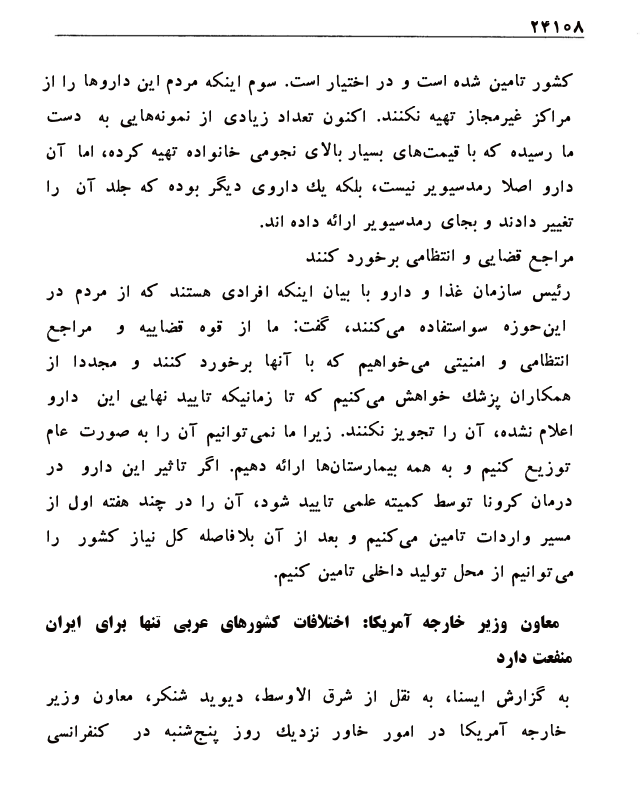 ۲۴۱۰۸
کشور تامین شده است و در اختیار است. سوم اینکه مردم این داروها را از
مراکز غیرمجاز تهیه نکنند. اکنون تعداد زیادی از نمونه‌هایی به دست
ما رسیده که با قیمت‌های بسیار بالای نجومی خانواده تهیه کرده، اما آن
دارو اصلا رمدسیویر نیست، بلکه یك داروی دیگر بوده که جلد آن را
تغییر دادند و بجای رمدسیویر ارائه داده اند.
مراجع قضایی و انتظامی برخورد کنند
رئیس سازمان غذا و دارو با بیان اینکه افرادی هستند که از مردم در
این‌حوزه سواستفاده می‌کنند، گفت: ما از قوه قضاییه و مراجع
انتظامی و امنیتی می‌خواهیم که با آنها برخورد کنند و مجددا از
همکاران پزشك خواهش می‌کنیم که تا زمانیکه تایید نهایی این دارو
اعلام نشده، آن را تجویز نکنند. زیرا ما نمی‌توانیم آن را به صورت عام
توزیع کنیم و به همه بیمارستان‌ها ارائه دهیم. اگر تاثیر این دارو در
درمان کرونا توسط کمیته علمی تایید شود، آن را در چند هفته اول از
مسیر واردات تامین می‌کنیم و بعد از آن بلافاصله کل نیاز کشور را
می‌توانیم از محل تولید داخلی تامین کنیم.
معاون وزیر خارجه آمریکا: اختلافات کشورهای عربی تنها برای ایران
منفعت دارد
به گزارش ایسنا، به نقل از شرق الاوسط، دیوید شنکر، معاون وزیر
خارجه آمریکا در امور خاور نزدیك روز پنج‌شنبه در کنفرانسی